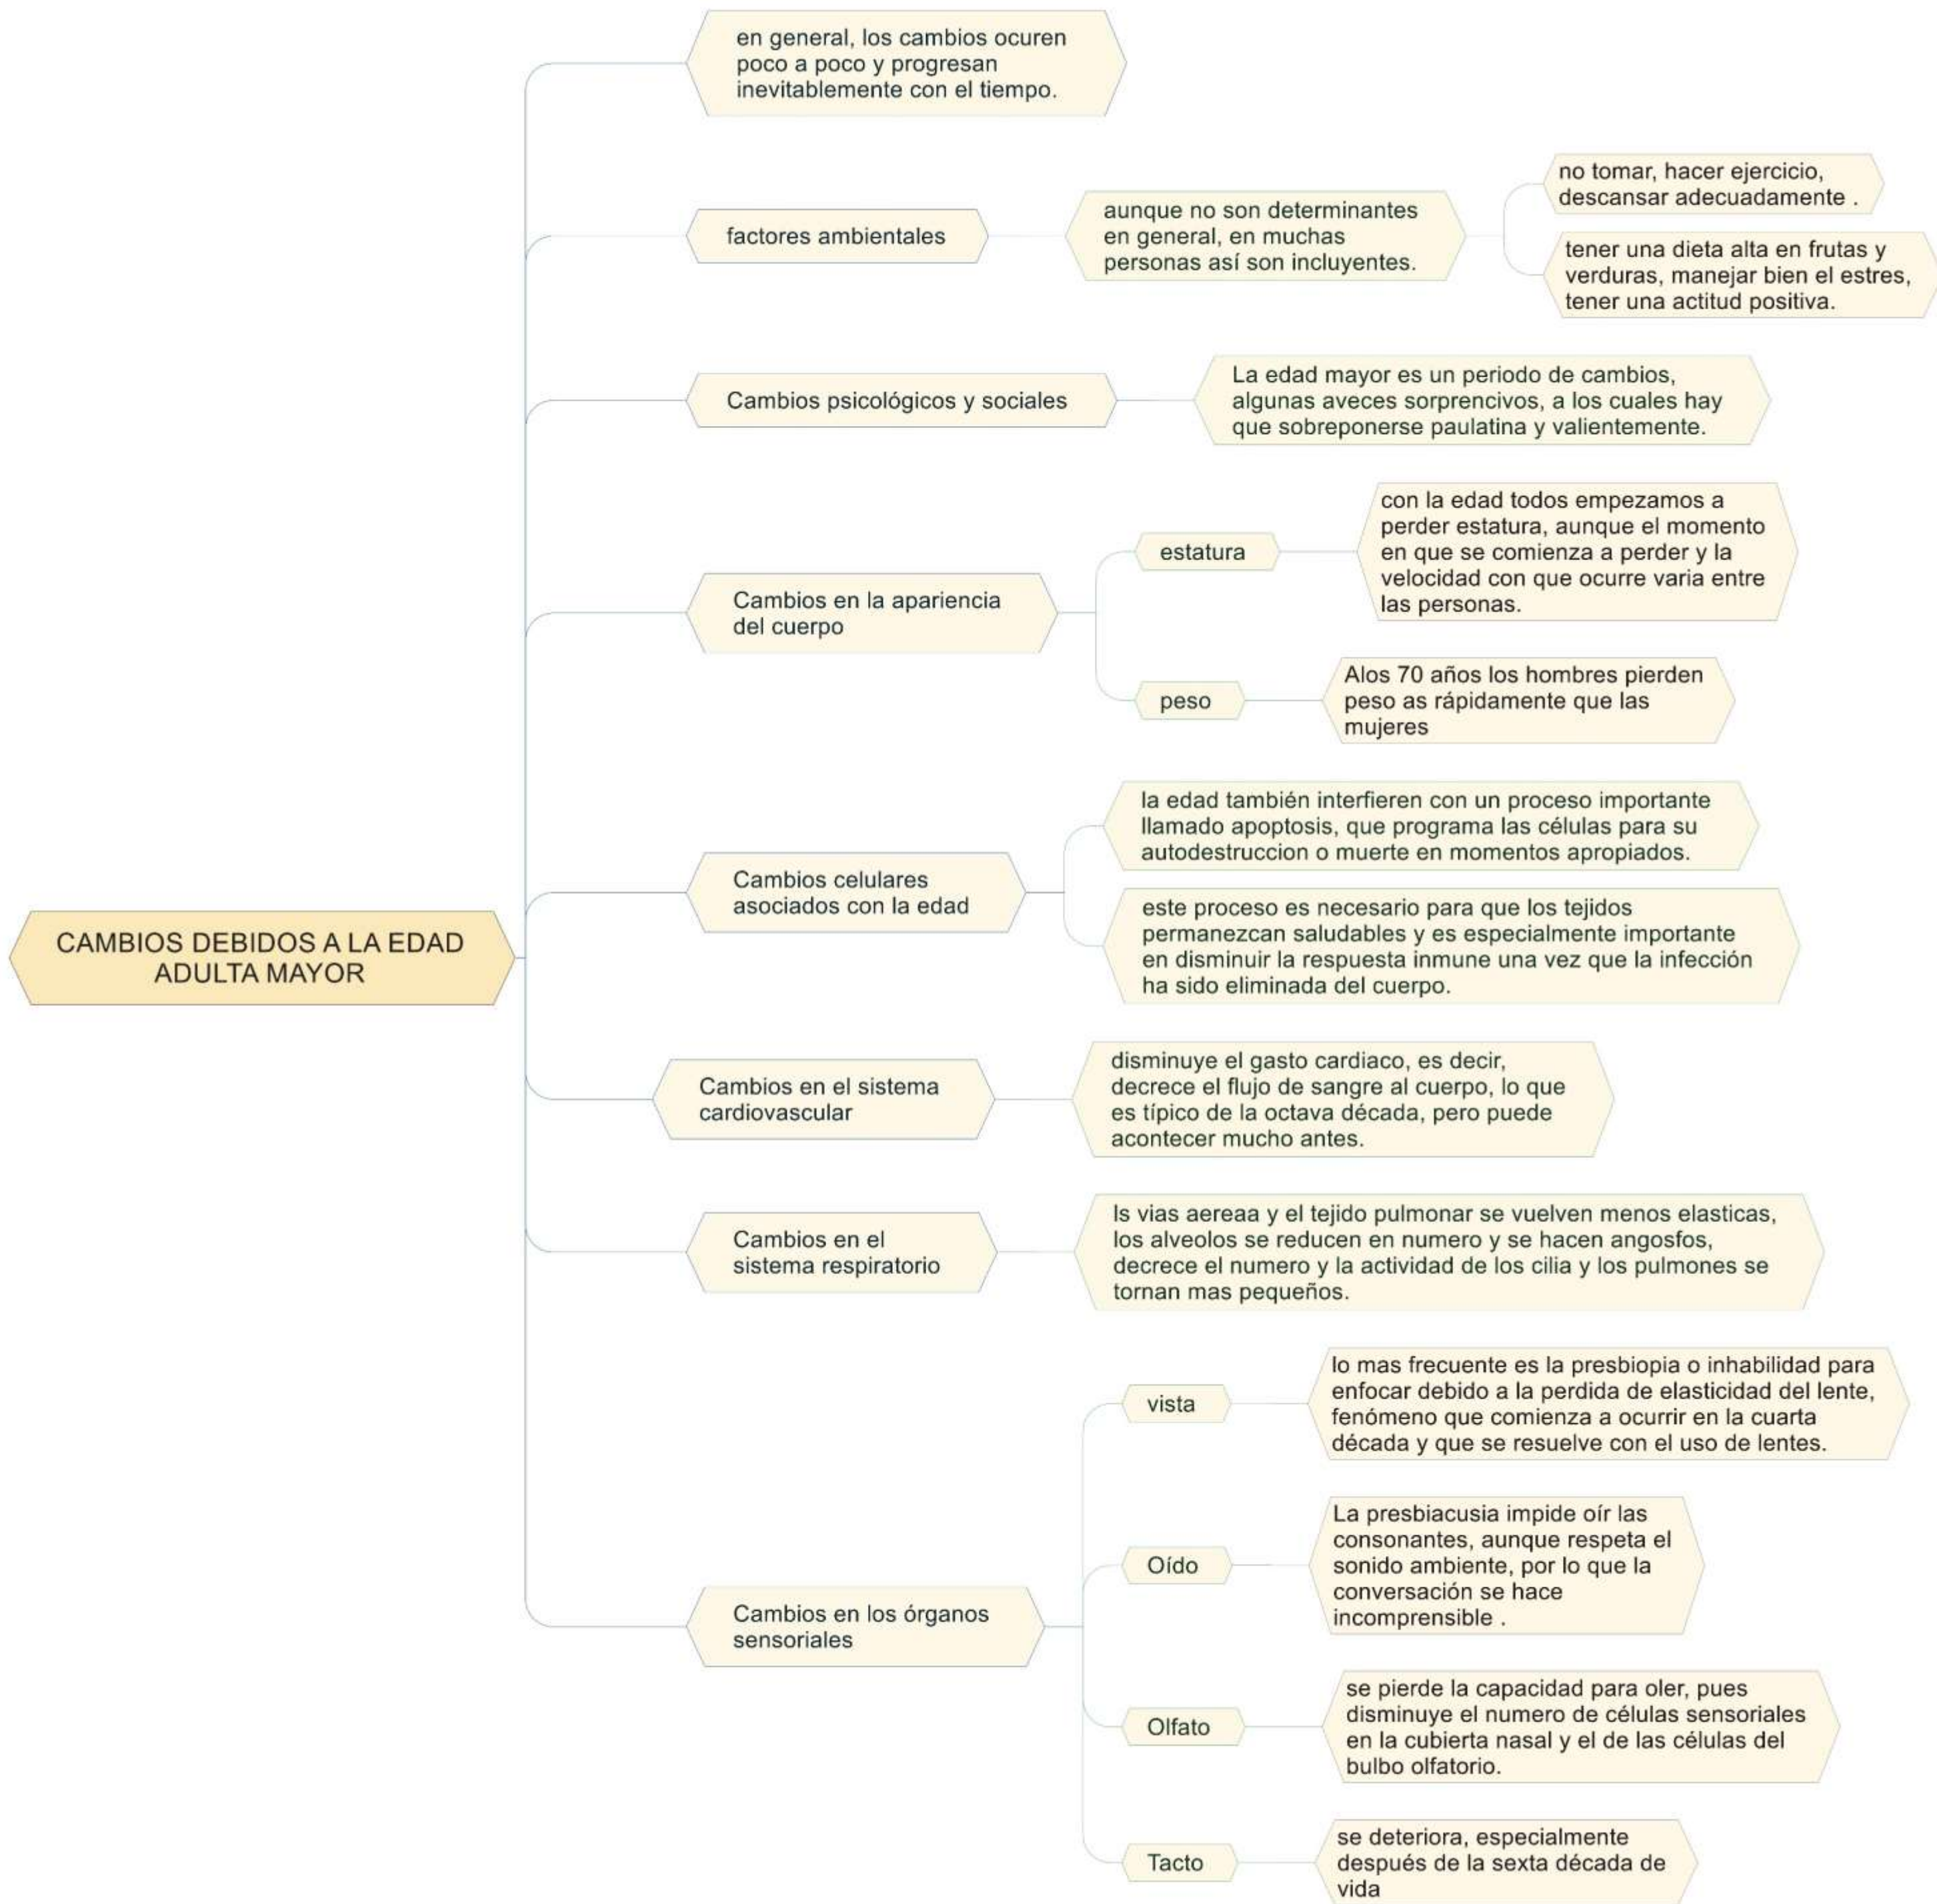 en general, los cambios ocuren
poco a poco y progresan
inevitablemente con el tiempo.
factores ambientales
aunque no son determinantes
en general, en muchas
personas así son incluyentes.
no tomar, hacer ejercicio,
descansar adecuadamente .
tener una dieta alta en frutas y
verduras, manejar bien el estres,
tener una actitud positiva.
Cambios psicológicos y sociales
La edad mayor es un periodo de cambios,
algunas aveces sorprencivos, a los cuales hay
que sobreponerse paulatina y valientemente.
Cambios en la apariencia
del cuerpo
estatura
con la edad todos empezamos a
perder estatura, aunque el momento
en que se comienza a perder y la
velocidad con que ocurre varia entre
las personas.
peso
Alos 70 años los hombres pierden
peso as rápidamente que las
mujeres
CAMBIOS DEBIDOS A LA EDAD
ADULTA MAYOR
Cambios celulares
asociados con la edad
la edad también interfieren con un proceso importante
llamado apoptosis, que programa las células para su
autodestruccion o muerte en momentos apropiados.
este proceso es necesario para que los tejidos
permanezcan saludables y es especialmente importante
en disminuir la respuesta inmune una vez que la infección
ha sido eliminada del cuerpo.
Cambios en el sistema
cardiovascular
disminuye el gasto cardiaco, es decir,
decrece el flujo de sangre al cuerpo, lo que
es típico de la octava década, pero puede
acontecer mucho antes.
Cambios en el
sistema respiratorio
ls vias aereaa y el tejido pulmonar se vuelven menos elasticas,
los alveolos se reducen en numero y se hacen angosfos,
decrece el numero y la actividad de los cilia y los pulmones se
tornan mas pequeños.
Cambios en los órganos
sensoriales
vista
lo mas frecuente es la presbiopia o inhabilidad para
enfocar debido a la perdida de elasticidad del lente,
fenómeno que comienza a ocurrir en la cuarta
década y que se resuelve con el uso de lentes.
Oído
La presbiacusia impide oír las
consonantes, aunque respeta el
sonido ambiente, por lo que la
conversación se hace
incomprensible .
Olfato
se pierde la capacidad para oler, pues
disminuye el numero de células sensoriales
en la cubierta nasal y el de las células del
bulbo olfatorio.
Tacto
se deteriora, especialmente
después de la sexta década de
vida